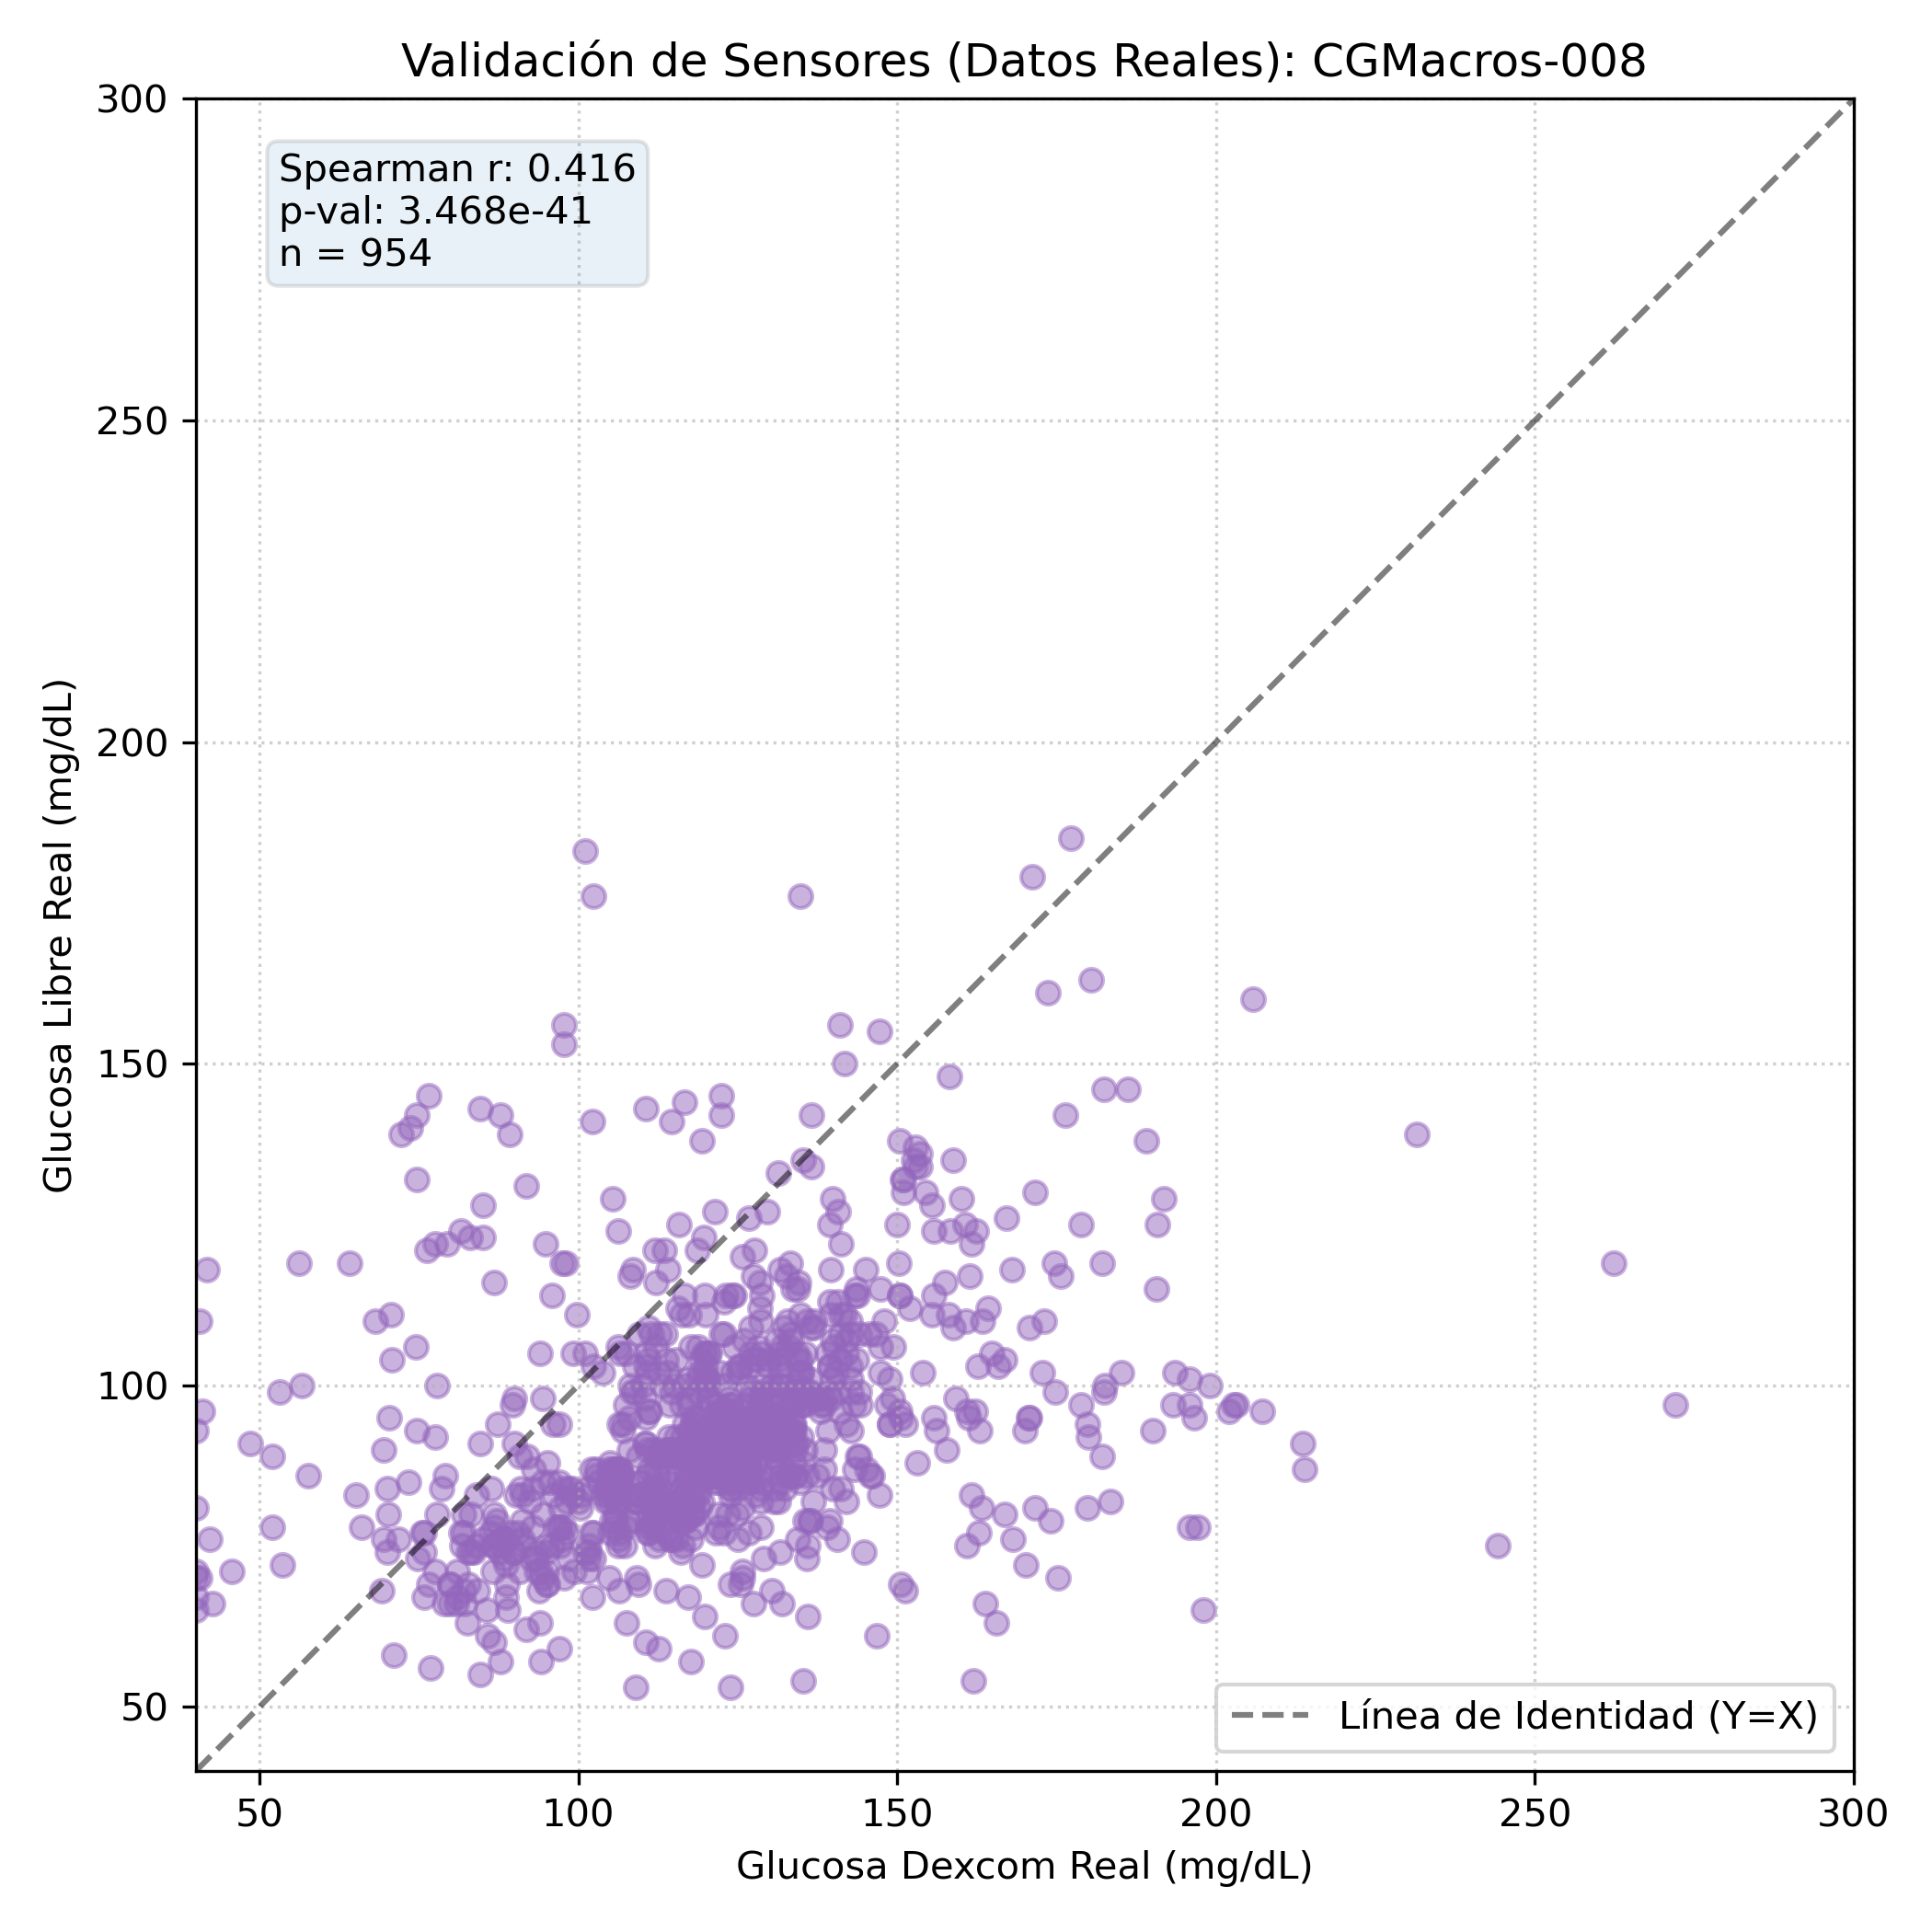 Validación de Sensores (Datos Reales): CGMacros-008
300
Spearman r: 0.416
p-val: 3.468e-41
n = 954
250
200
150
100
50
Glucosa Libre Real (mg/dL)
Línea de Identidad (Y=X)
50 100 150 200 250 300
Glucosa Dexcom Real (mg/dL)